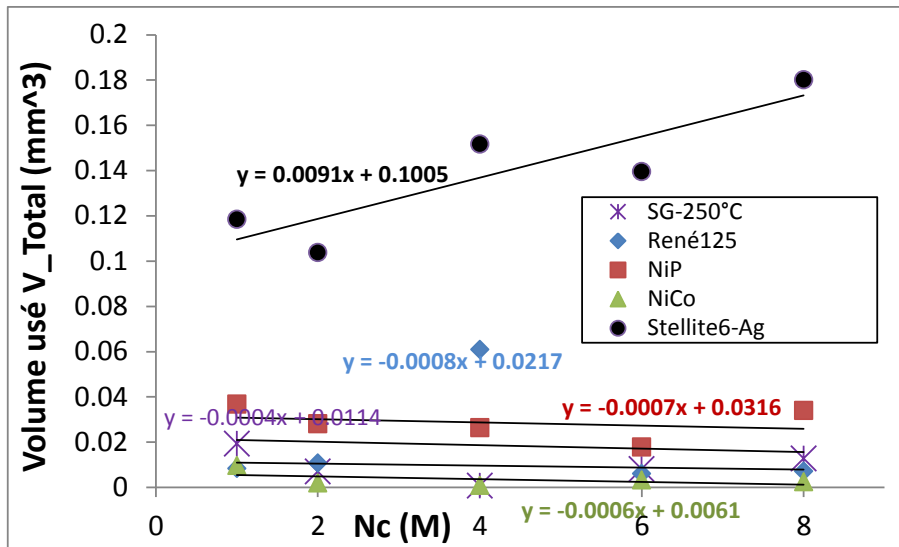 0.2
0.18
0.16
0.14
0.12
0.1
0.08
0.06
0.04
0.02
0
Volume usé V_Total (mm^3)
y = 0.0091x + 0.1005
SG-250°C
René125
NiP
NiCo
Stellite6-Ag
y = -0.0008x + 0.0217
y = -0.0004x + 0.0114
y = -0.0007x + 0.0316
y = -0.0006x + 0.0061
0 2 4 6 8
Nc (M)